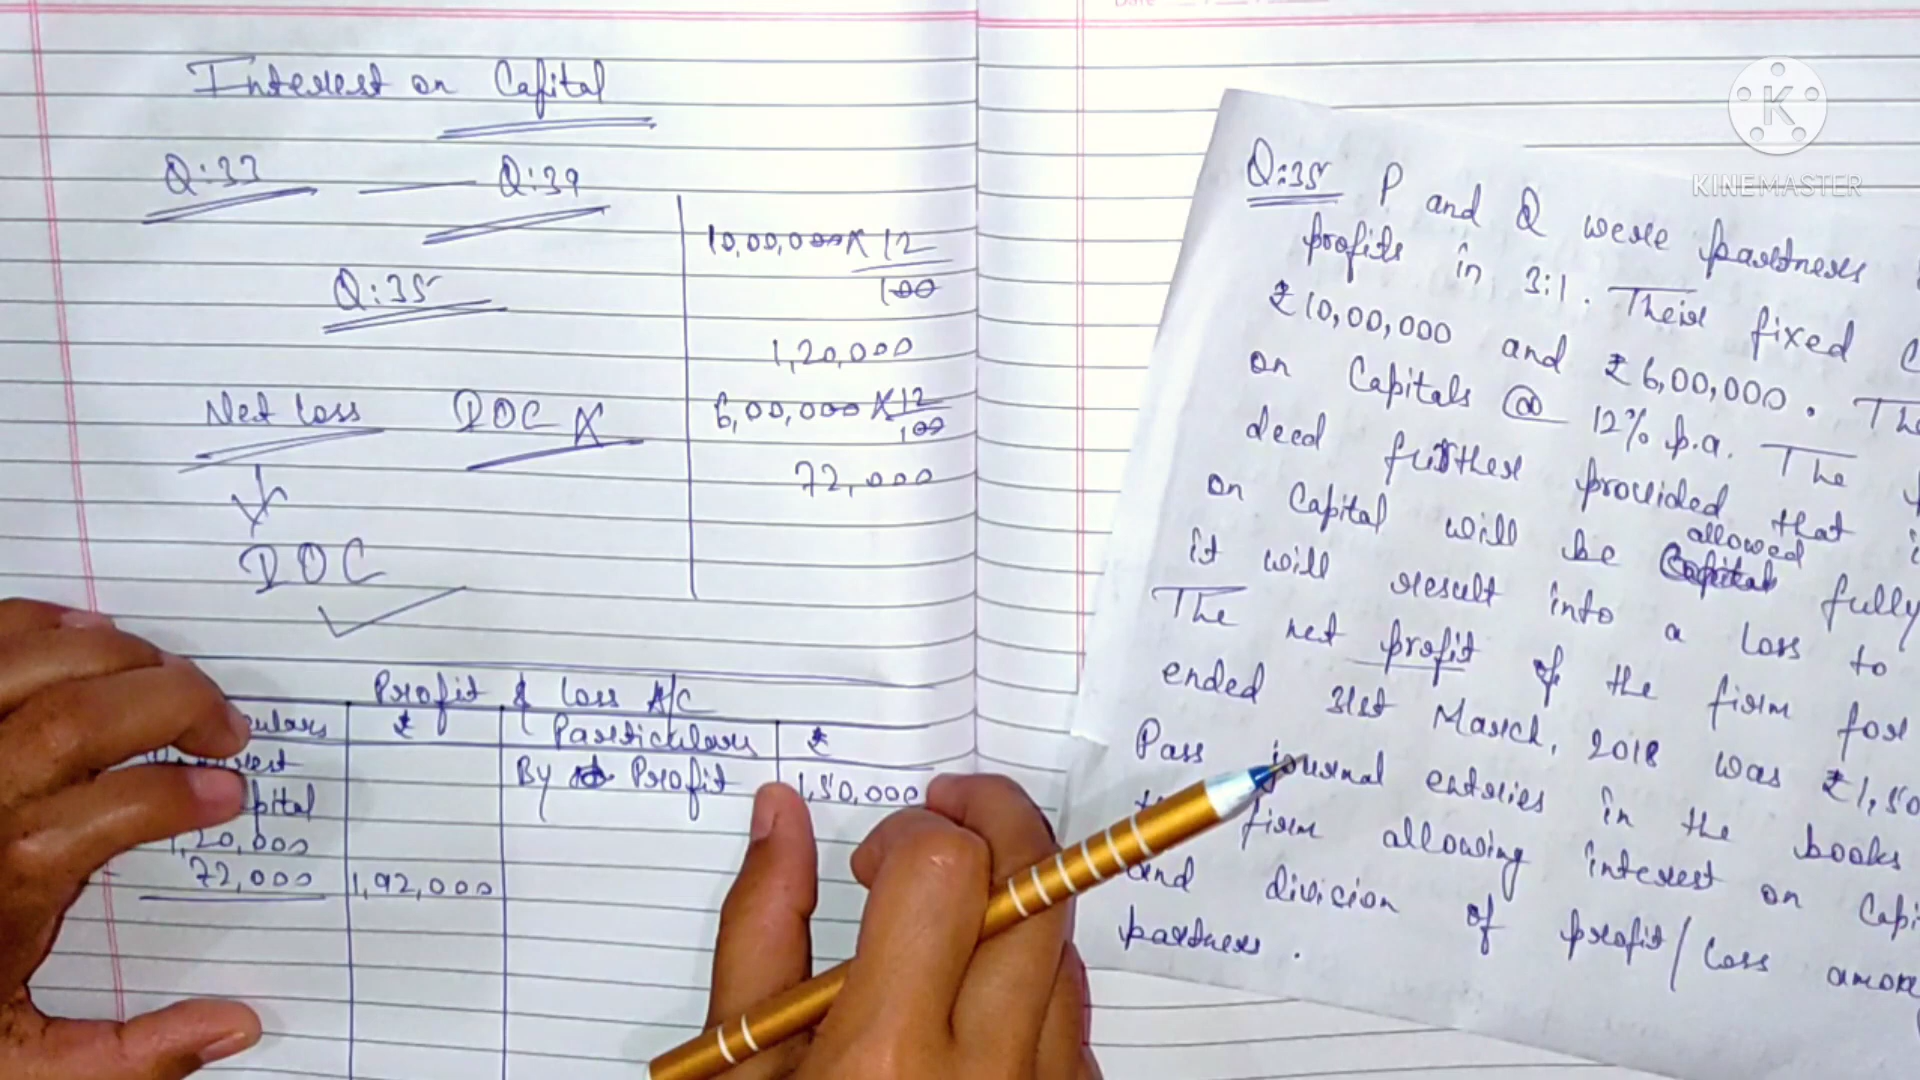 Interest on Capital
Q:33 — Q:39
Q:35
Net loss IOC X
IOC
10,00,000 X 12
100
1,20,000
6,00,000 X 12
100
72,000
Profit & Loss A/C
₹ Particulars ₹
By Profit 1,50,000
1,20,000
72,000 1,92,000
Q:35 P and Q were partners
profits in 3:1. Their fixed
₹10,00,000 and ₹6,00,000. The
on Capitals @ 12% p.a. The
deed further provided that
on Capital will be allowed fully
it will result into a loss to
The net profit of the firm for
ended 31st March, 2018 was ₹1,50
Pass journal entries in the books
firm allowing interest on Capi
and division of profit/loss among
partners.
KINEMASTER